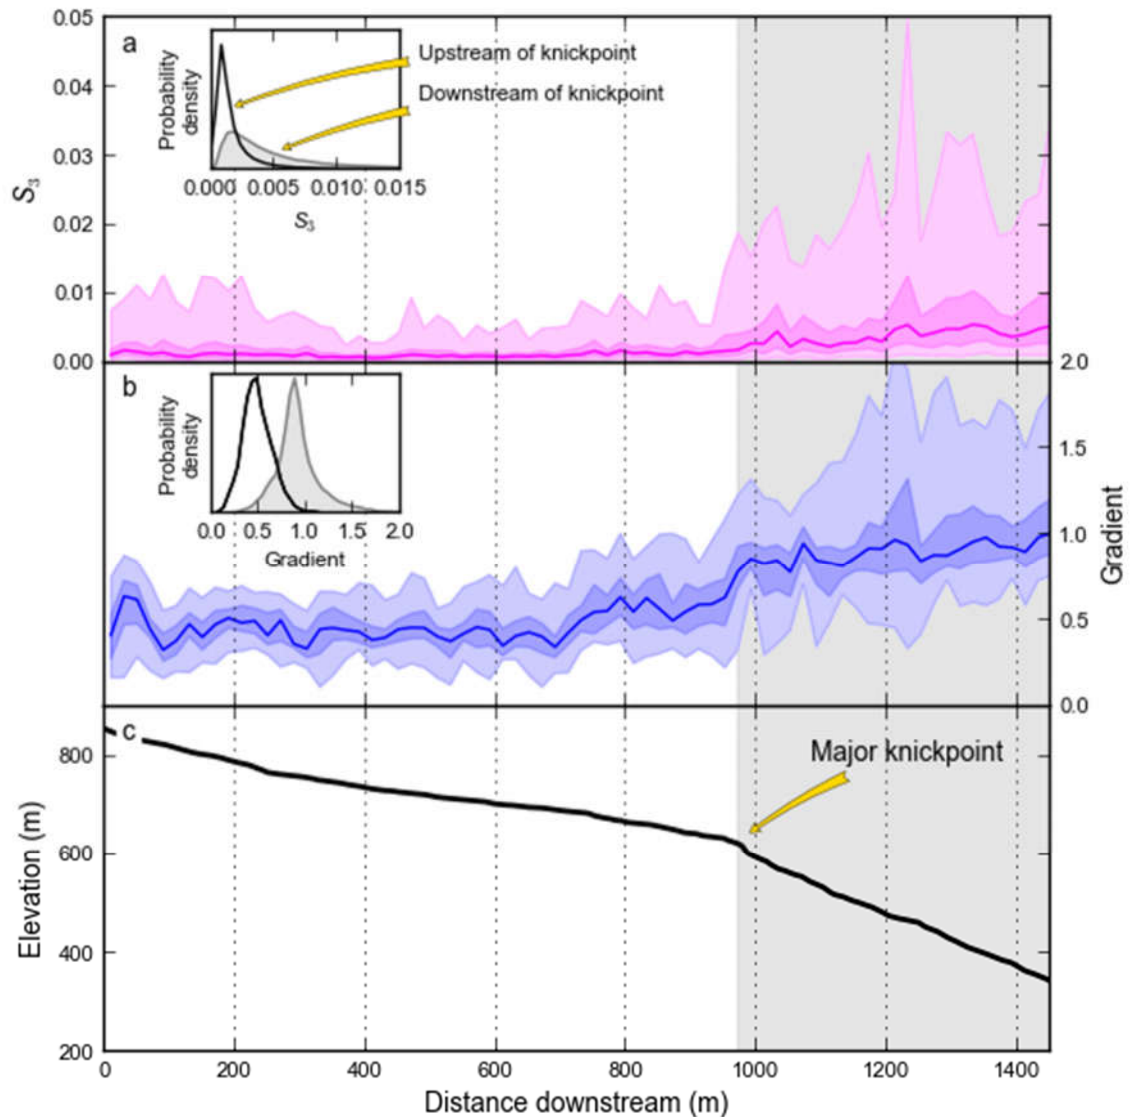 0.05
0.04
0.03
0.02
0.01
0.00
S₃
a
Probability
density
0.000 0.005 0.010 0.015
S₃
Upstream of knickpoint
Downstream of knickpoint
b
Probability
density
0.0 0.5 1.0 1.5 2.0
Gradient
2.0
1.5
1.0
0.5
0.0
Gradient
c
Major knickpoint
800
600
400
200
Elevation (m)
0 200 400 600 800 1000 1200 1400
Distance downstream (m)